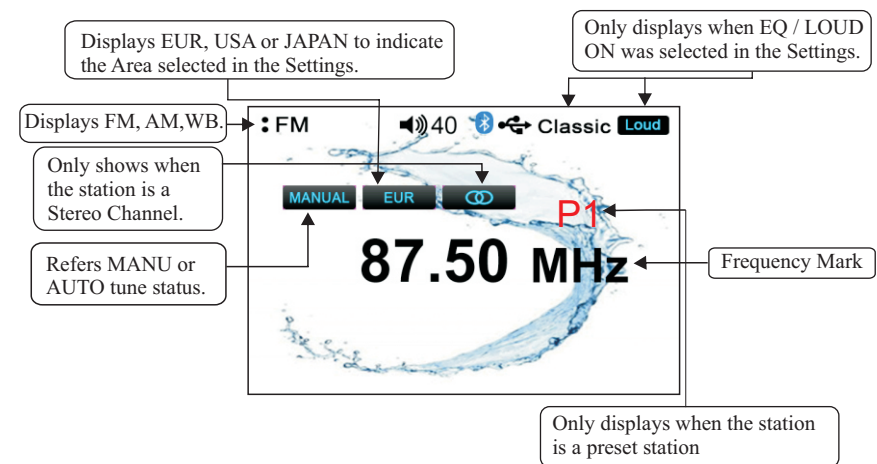 Displays EUR, USA or JAPAN to indicate
the Area selected in the Settings.
Only displays when EQ / LOUD
ON was selected in the Settings.
Displays FM, AM,WB.
: FM
40
Classic
Loud
Only shows when
the station is a
Stereo Channel.
MANUAL
EUR
P1
87.50 MHz
Refers MANU or
AUTO tune status.
Frequency Mark
Only displays when the station
is a preset station